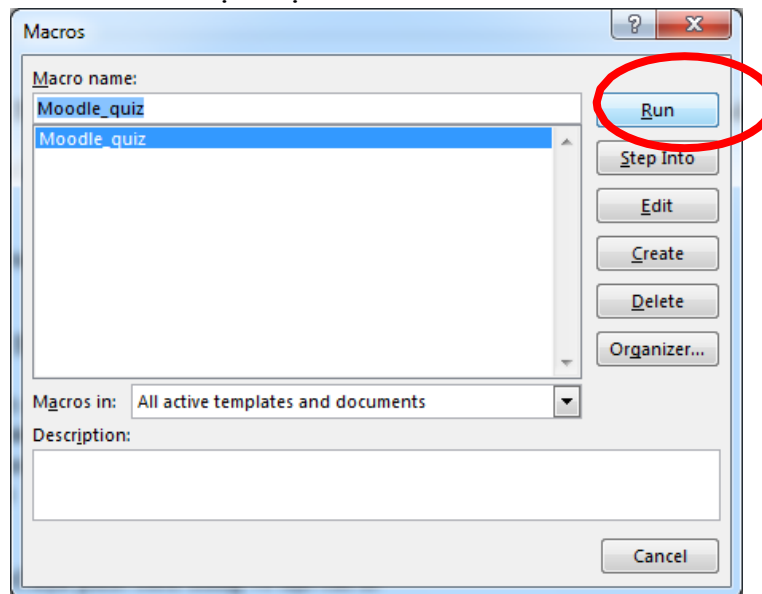 Macros
?
X
Macro name:
Moodle_quiz
Run
Moodle_quiz
Step Into
Edit
Create
Delete
Organizer...
Macros in: All active templates and documents
Description:
Cancel